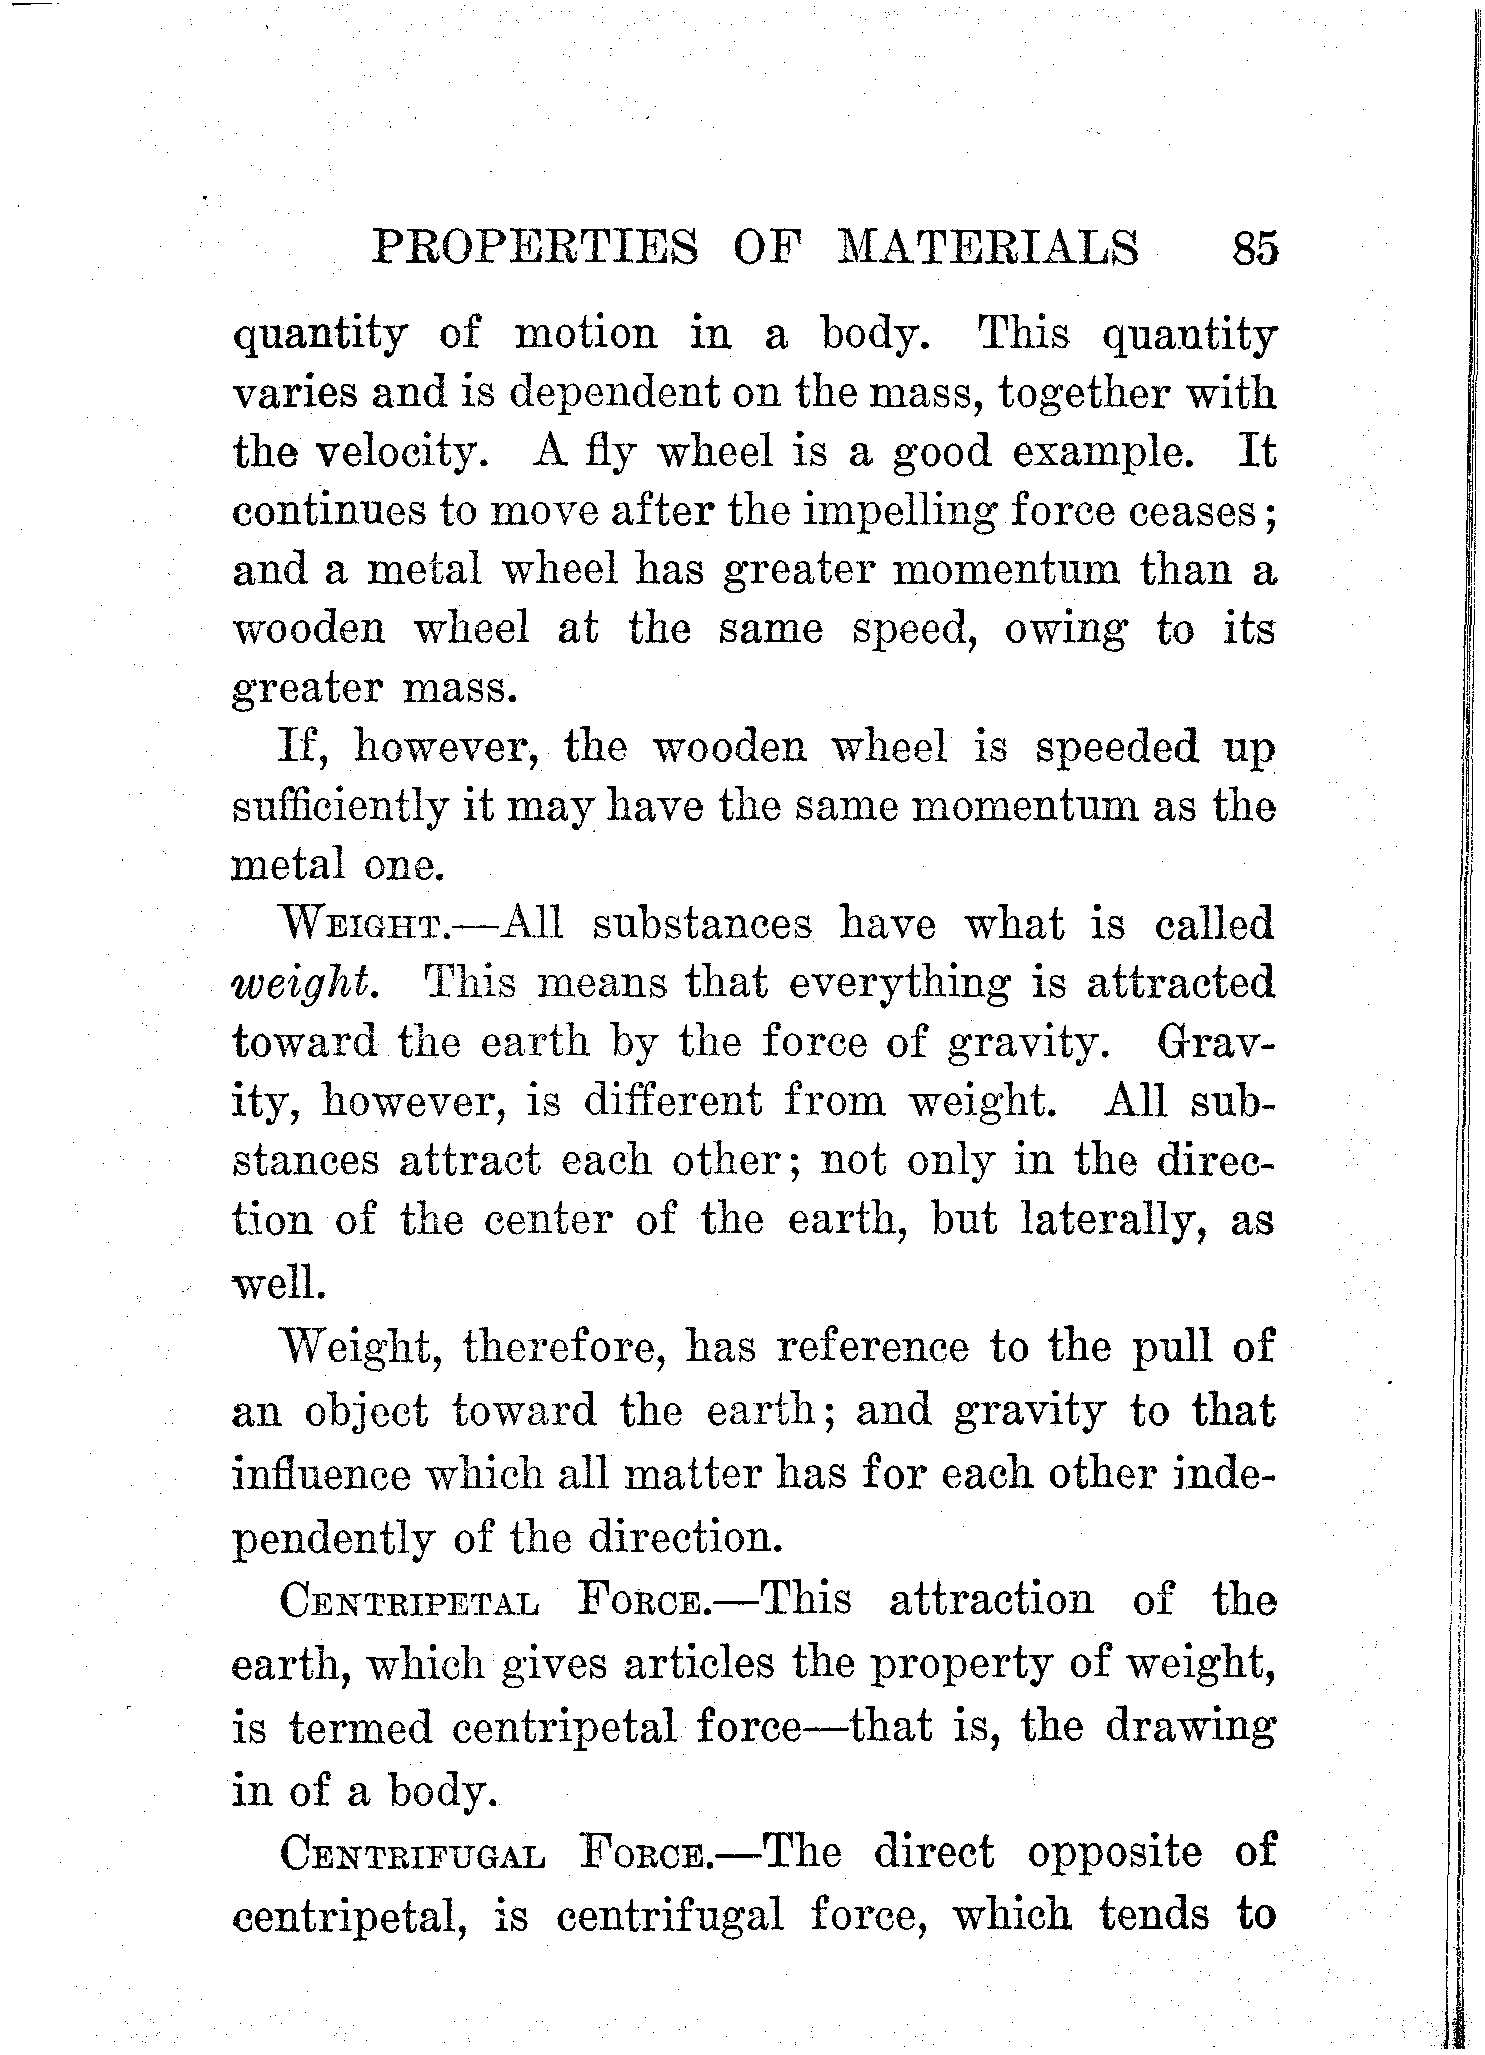 PROPERTIES OF MATERIALS 85
quantity of motion in a body. This quantity
varies and is dependent on the mass, together with
the velocity. A fly wheel is a good example. It
continues to move after the impelling force ceases;
and a metal wheel has greater momentum than a
wooden wheel at the same speed, owing to its
greater mass.
If, however, the wooden wheel is speeded up
sufficiently it may have the same momentum as the
metal one.
WEIGHT.—All substances have what is called
weight. This means that everything is attracted
toward the earth by the force of gravity. Grav-
ity, however, is different from weight. All sub-
stances attract each other; not only in the direc-
tion of the center of the earth, but laterally, as
well.
Weight, therefore, has reference to the pull of
an object toward the earth; and gravity to that
influence which all matter has for each other inde-
pendently of the direction.
CENTRIPETAL FORCE.—This attraction of the
earth, which gives articles the property of weight,
is termed centripetal force—that is, the drawing
in of a body.
CENTRIFUGAL FORCE.—The direct opposite of
centripetal, is centrifugal force, which tends to